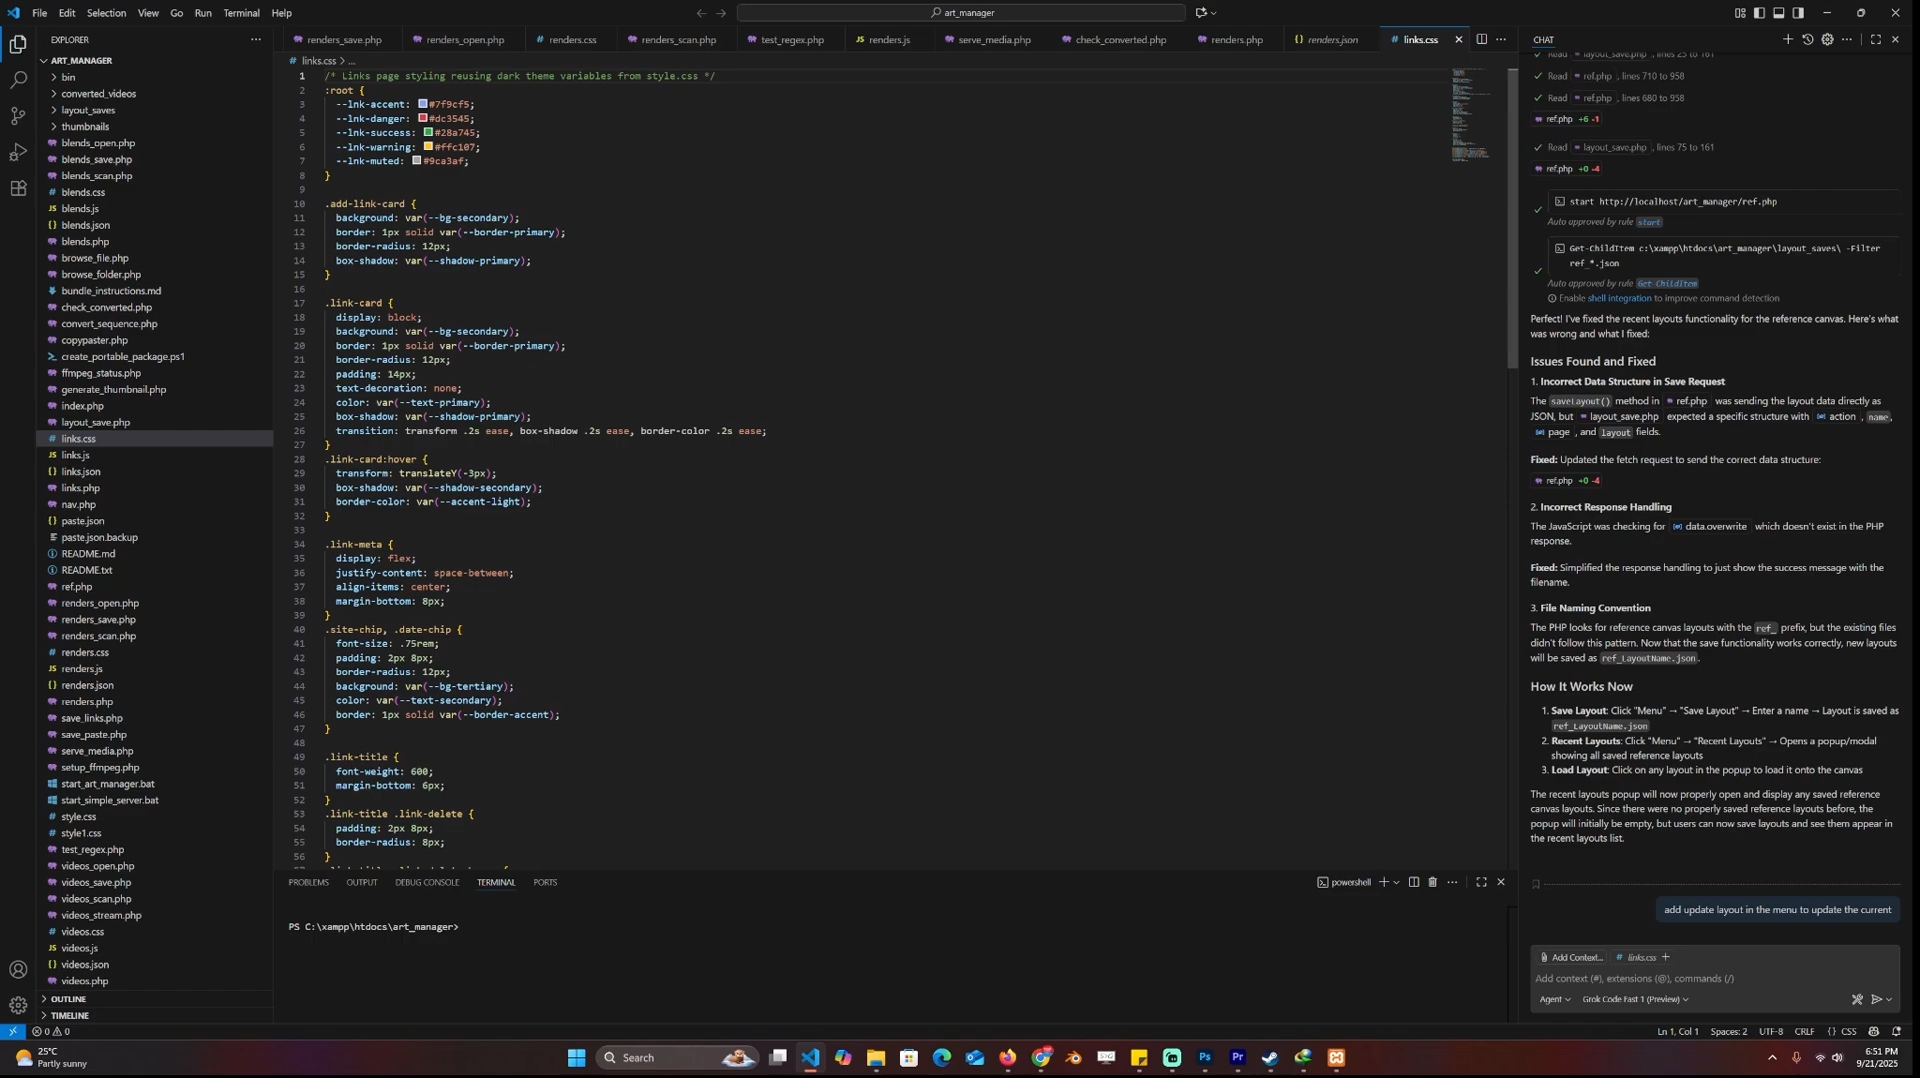 File Edit Selection View Go Run Terminal Help
art_manager
EXPLORER
ART_MANAGER
bin
converted_videos
layout_saves
thumbnails
blends_open.php
blends_save.php
blends_scan.php
blends.css
blends.js
blends.json
blends.php
browse_file.php
browse_folder.php
bundle_instructions.md
check_converted.php
convert_sequence.php
copypaster.php
create_portable_package.ps1
ffmpeg_status.php
generate_thumbnail.php
index.php
layout_save.php
links.css
links.js
links.json
links.php
nav.php
paste.json
paste.json.backup
README.md
README.txt
ref.php
renders_open.php
renders_save.php
renders_scan.php
renders.css
renders.js
renders.json
renders.php
save_links.php
save_paste.php
serve_media.php
setup_ffmpeg.php
start_art_manager.bat
start_simple_server.bat
style.css
style1.css
test_regex.php
videos_open.php
videos_save.php
videos_scan.php
videos_stream.php
videos.css
videos.js
videos.json
videos.php
OUTLINE
TIMELINE
renders_save.php renders_open.php renders.css renders_scan.php test_regex.php renders.js serve_media.php check_converted.php renders.php renders.json links.css
links.css > ...
1 /* Links page styling reusing dark theme variables from style.css */
2 :root {
3 --lnk-accent: #7f9cf5;
4 --lnk-danger: #dc3545;
5 --lnk-success: #28a745;
6 --lnk-warning: #ffc107;
7 --lnk-muted: #9ca3af;
8 }
9
10 .add-link-card {
11 background: var(--bg-secondary);
12 border: 1px solid var(--border-primary);
13 border-radius: 12px;
14 box-shadow: var(--shadow-primary);
15 }
16
17 .link-card {
18 display: block;
19 background: var(--bg-secondary);
20 border: 1px solid var(--border-primary);
21 border-radius: 12px;
22 padding: 14px;
23 text-decoration: none;
24 color: var(--text-primary);
25 box-shadow: var(--shadow-primary);
26 transition: transform .2s ease, box-shadow .2s ease, border-color .2s ease;
27 }
28 .link-card:hover {
29 transform: translateY(-3px);
30 box-shadow: var(--shadow-secondary);
31 border-color: var(--accent-light);
32 }
33
34 .link-meta {
35 display: flex;
36 justify-content: space-between;
37 align-items: center;
38 margin-bottom: 8px;
39 }
40 .site-chip, .date-chip {
41 font-size: .75rem;
42 padding: 2px 8px;
43 border-radius: 12px;
44 background: var(--bg-tertiary);
45 color: var(--text-secondary);
46 border: 1px solid var(--border-accent);
47 }
48
49 .link-title {
50 font-weight: 600;
51 margin-bottom: 6px;
52 }
53 .link-title .link-delete {
54 padding: 2px 8px;
55 border-radius: 8px;
56 }
PROBLEMS OUTPUT DEBUG CONSOLE TERMINAL PORTS
powershell
PS C:\xampp\htdocs\art_manager>
CHAT
Read layout_save.php, lines 25 to 161
Read ref.php, lines 710 to 958
Read ref.php, lines 680 to 958
ref.php +6 -1
Read layout_save.php, lines 75 to 161
ref.php +0 -4
start http://localhost/art_manager/ref.php
Auto approved by rule start
Get-ChildItem c:\xampp\htdocs\art_manager\layout_saves\ -Filter
ref_*.json
Auto approved by rule Get-ChildItem
Enable shell integration to improve command detection
Perfect! I've fixed the recent layouts functionality for the reference canvas. Here's what
was wrong and what I fixed:
Issues Found and Fixed
1. Incorrect Data Structure in Save Request
The saveLayout() method in ref.php was sending the layout data directly as
JSON, but layout_save.php expected a specific structure with action, name,
page, and layout fields.
Fixed: Updated the fetch request to send the correct data structure:
ref.php +0 -4
2. Incorrect Response Handling
The JavaScript was checking for data.overwrite which doesn't exist in the PHP
response.
Fixed: Simplified the response handling to just show the success message with the
filename.
3. File Naming Convention
The PHP looks for reference canvas layouts with the ref_ prefix, but the existing files
didn't follow this pattern. Now that the save functionality works correctly, new layouts
will be saved as ref_LayoutName.json.
How It Works Now
1. Save Layout: Click "Menu" → "Save Layout" → Enter a name → Layout is saved as
ref_LayoutName.json
2. Recent Layouts: Click "Menu" → "Recent Layouts" → Opens a popup/modal
showing all saved reference layouts
3. Load Layout: Click on any layout in the popup to load it onto the canvas
The recent layouts popup will now properly open and display any saved reference
canvas layouts. Since there were no properly saved reference layouts before, the
popup will initially be empty, but users can now save layouts and see them appear in
the recent layouts list.
add update layout in the menu to update the current
Add Context... links.css
Add context (#), extensions (@), commands (/)
Agent Grok Code Fast 1 (Preview)
0 0
Ln 1, Col 1 Spaces: 2 UTF-8 CRLF {} CSS
25°C
Partly sunny
Search
6:51 PM
9/21/2025